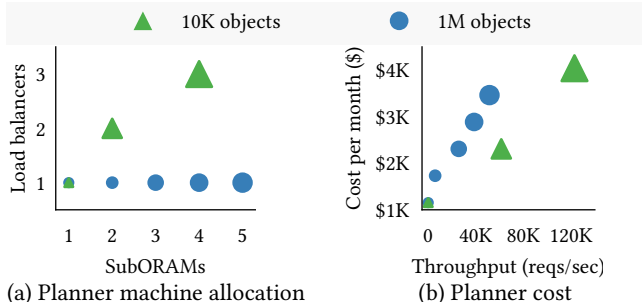 10K objects 1M objects
Load balancers
3
2
1
1 2 3 4 5
SubORAMs
(a) Planner machine allocation
Cost per month ($)
$4K
$3K
$2K
$1K
0 40K 80K 120K
Throughput (reqs/sec)
(b) Planner cost